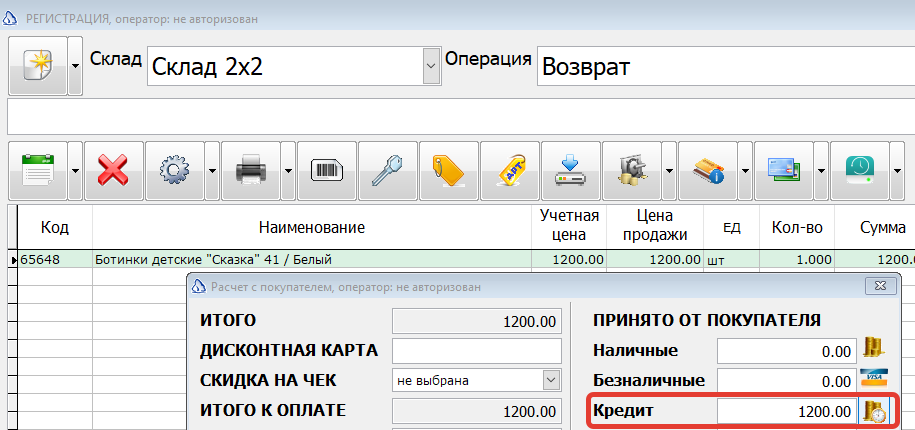 РЕГИСТРАЦИЯ, оператор: не авторизован
Склад Склад 2x2 Операция Возврат
АРТ
Код Наименование Учетная цена Цена продажи ЕД Кол-во Сумма
65648 Ботинки детские "Сказка" 41 / Белый 1200.00 1200.00 шт 1.000 1200.
Расчет с покупателем, оператор: не авторизован
ИТОГО 1200.00 ПРИНЯТО ОТ ПОКУПАТЕЛЯ
ДИСКОНТНАЯ КАРТА Наличные 0.00
СКИДКА НА ЧЕК не выбрана Безналичные 0.00 VISA
ИТОГО К ОПЛАТЕ 1200.00 Кредит 1200.00